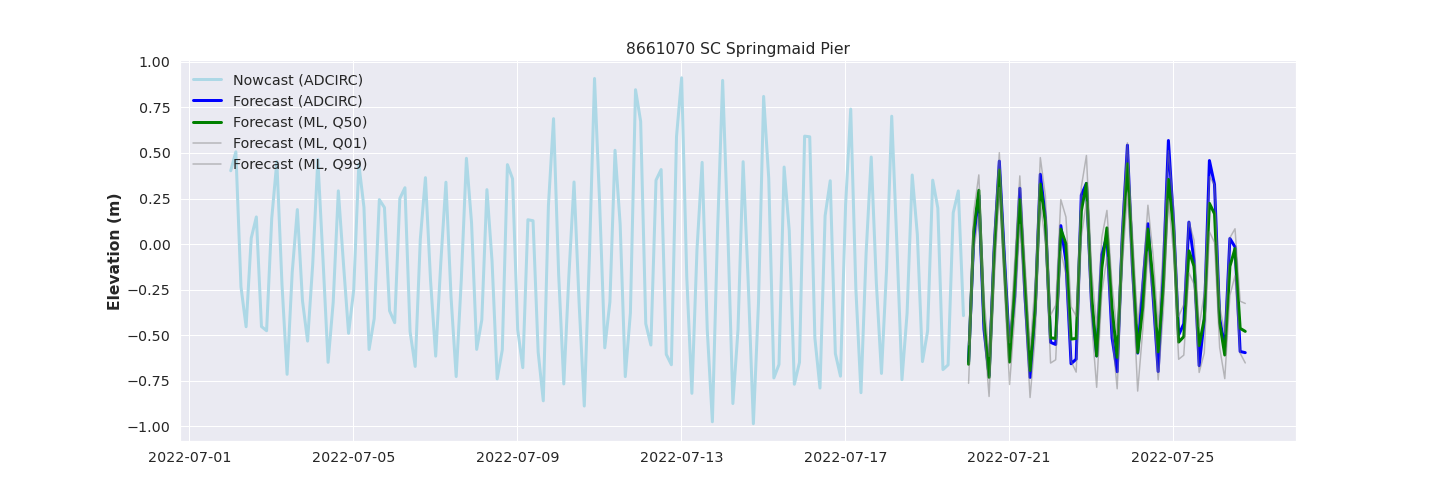 8661070 SC Springmaid Pier
1.00
0.75
0.50
0.25
0.00
−0.25
−0.50
−0.75
−1.00
Elevation (m)
Nowcast (ADCIRC)
Forecast (ADCIRC)
Forecast (ML, Q50)
Forecast (ML, Q01)
Forecast (ML, Q99)
2022-07-01 2022-07-05 2022-07-09 2022-07-13 2022-07-17 2022-07-21 2022-07-25